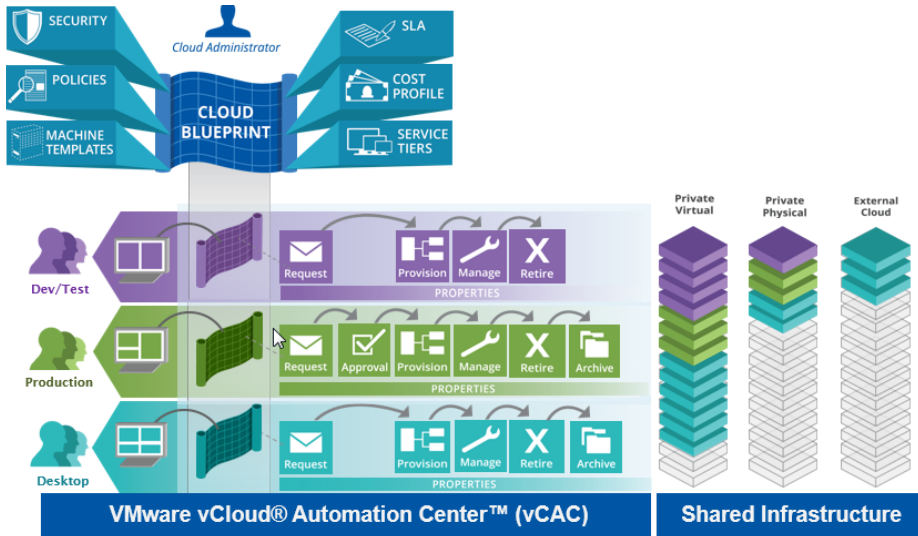 SECURITY
POLICIES
MACHINE
TEMPLATES
Cloud Administrator
CLOUD
BLUEPRINT
SLA
COST
PROFILE
SERVICE
TIERS
Dev/Test
Request
Provision
Manage
Retire
PROPERTIES
Production
Request
Approval
Provision
Manage
Retire
Archive
PROPERTIES
Desktop
Request
Provision
Manage
Retire
Archive
PROPERTIES
VMware vCloud® Automation Center™ (vCAC)
Private
Virtual
Private
Physical
External
Cloud
Shared Infrastructure